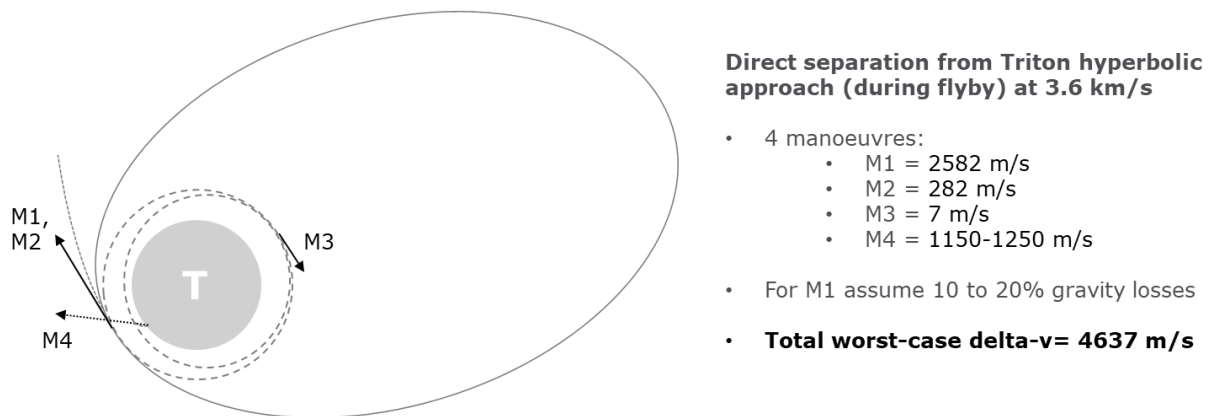 M1,
M2
M4
T
M3
Direct separation from Triton hyperbolic
approach (during flyby) at 3.6 km/s
• 4 manoeuvres:
• M1 = 2582 m/s
• M2 = 282 m/s
• M3 = 7 m/s
• M4 = 1150-1250 m/s
• For M1 assume 10 to 20% gravity losses
• Total worst-case delta-v= 4637 m/s